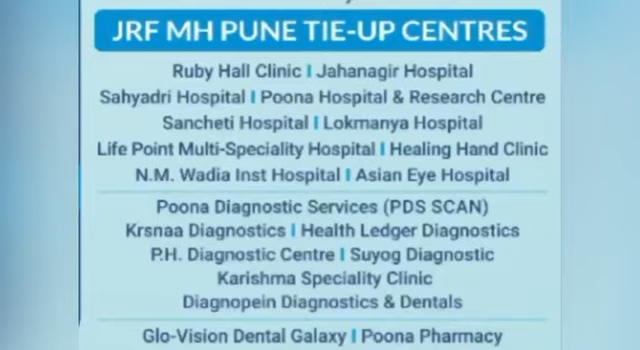 JRF MH PUNE TIE-UP CENTRES
Ruby Hall Clinic | Jahanagir Hospital
Sahyadri Hospital | Poona Hospital & Research Centre
Sancheti Hospital | Lokmanya Hospital
Life Point Multi-Speciality Hospital | Healing Hand Clinic
N.M. Wadia Inst Hospital | Asian Eye Hospital
Poona Diagnostic Services (PDS SCAN)
Krsnaa Diagnostics | Health Ledger Diagnostics
P.H. Diagnostic Centre | Suyog Diagnostic
Karishma Speciality Clinic
Diagnopein Diagnostics & Dentals
Glo-Vision Dental Galaxy | Poona Pharmacy